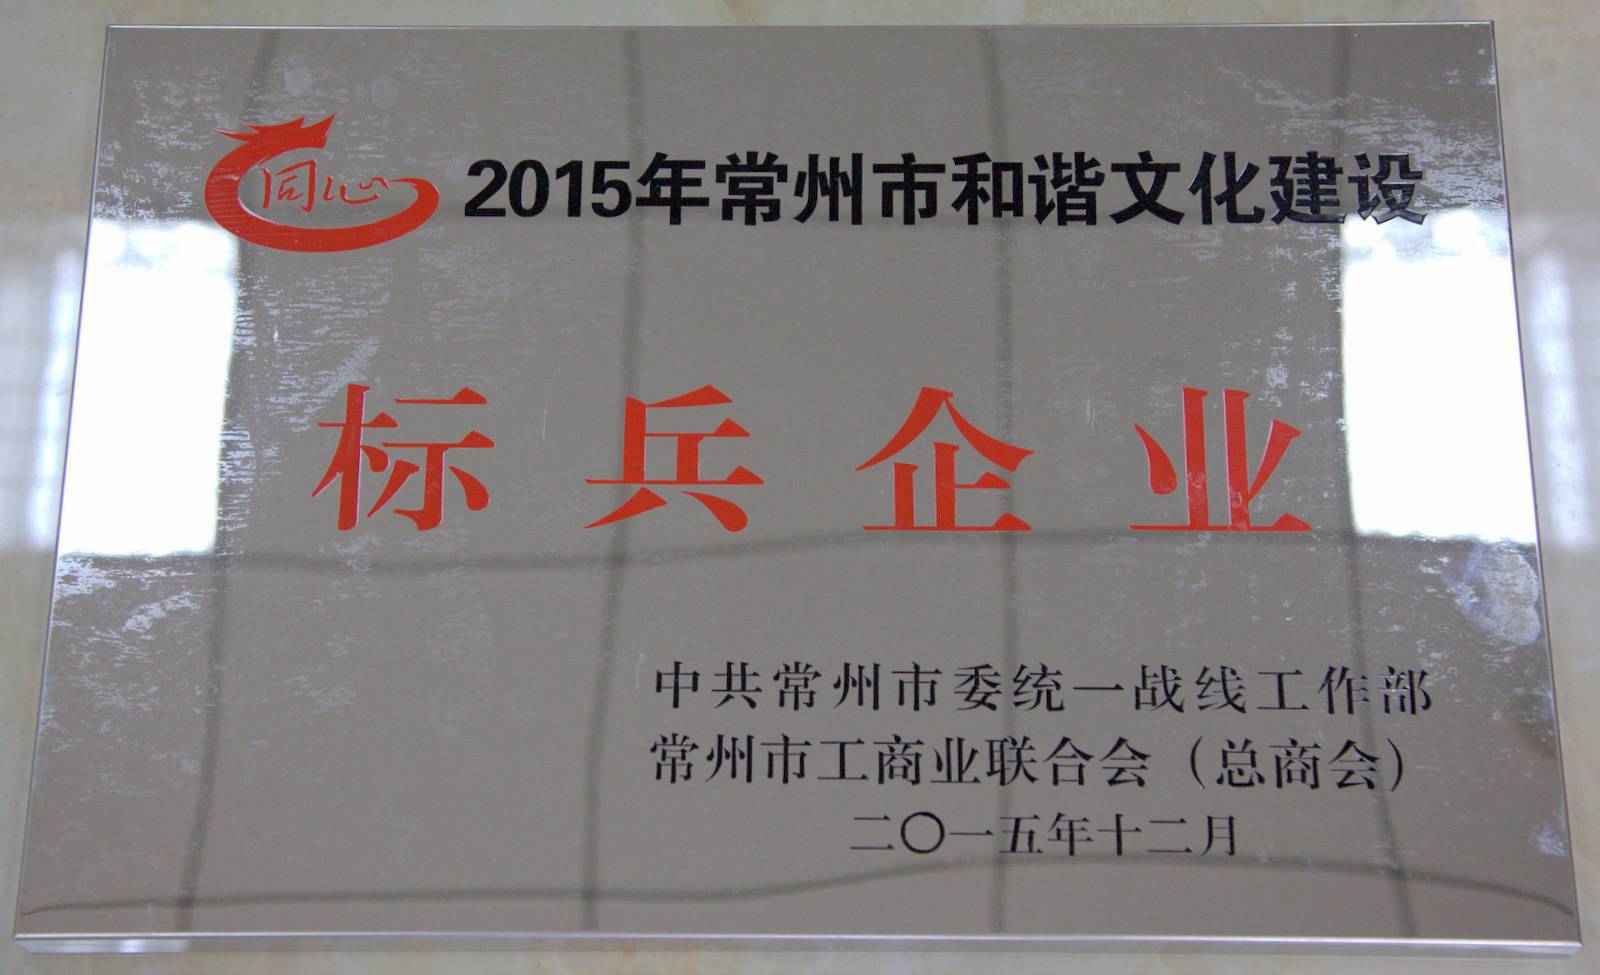 同心
2015年常州市和谐文化建设
标兵企业
中共常州市委统一战线工作部
常州市工商业联合会（总商会）
二〇一五年十二月